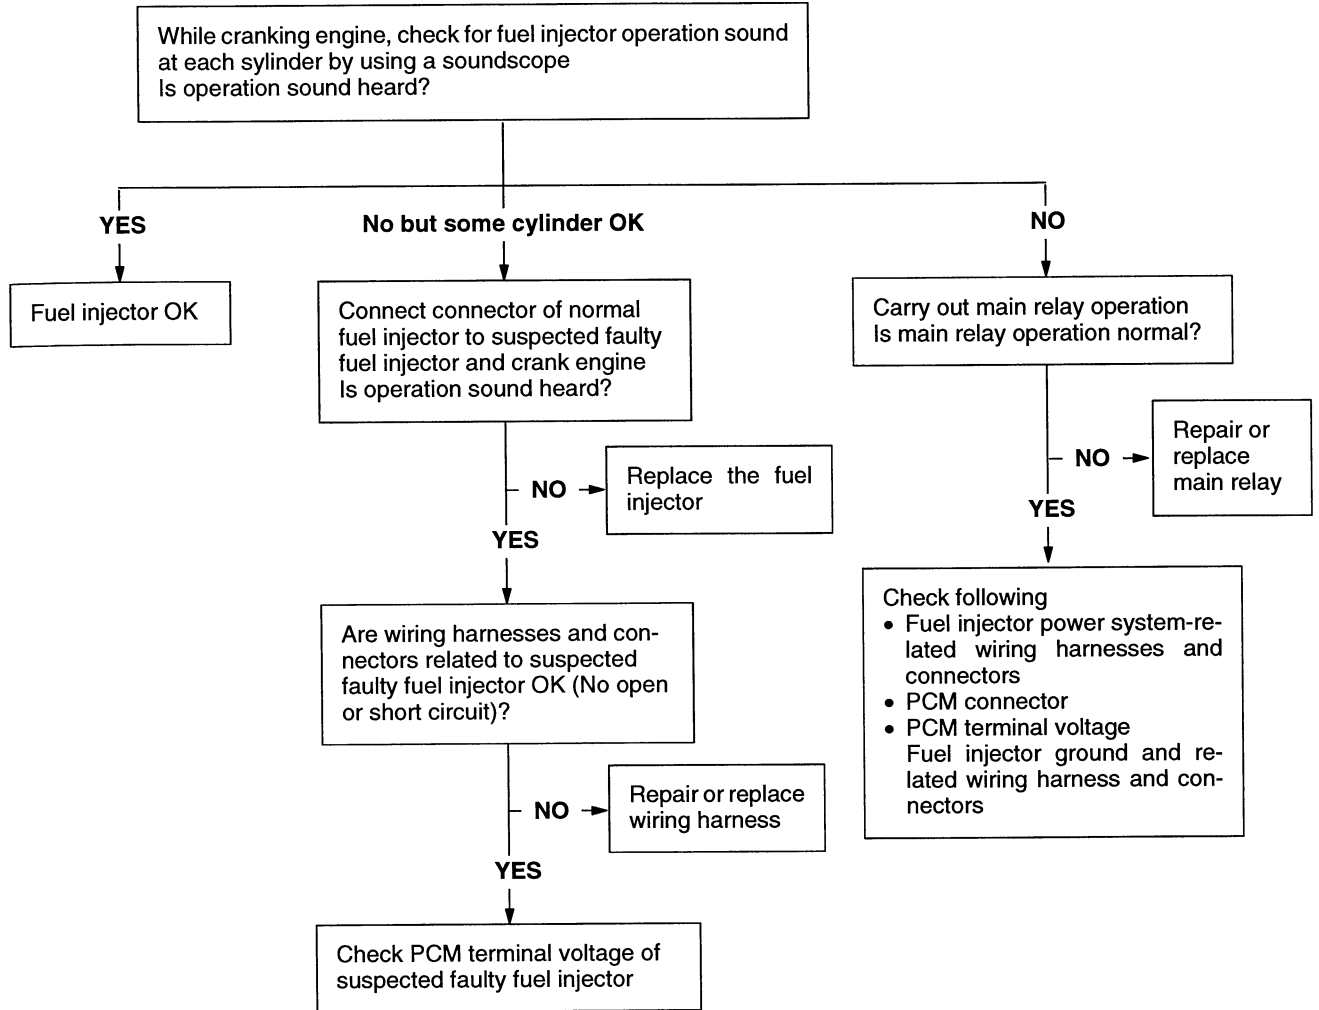 While cranking engine, check for fuel injector operation sound
at each sylinder by using a soundscope
Is operation sound heard?
YES
No but some cylinder OK
NO
Fuel injector OK
Connect connector of normal
fuel injector to suspected faulty
fuel injector and crank engine
Is operation sound heard?
Carry out main relay operation
Is main relay operation normal?
NO
Replace the fuel
injector
YES
NO
Repair or
replace
main relay
YES
Are wiring harnesses and con-
nectors related to suspected
faulty fuel injector OK (No open
or short circuit)?
Check following
• Fuel injector power system-re-
lated wiring harnesses and
connectors
• PCM connector
• PCM terminal voltage
Fuel injector ground and re-
lated wiring harness and con-
nectors
NO
Repair or replace
wiring harness
YES
Check PCM terminal voltage of
suspected faulty fuel injector